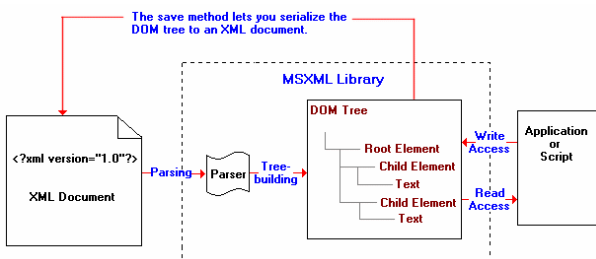 The save method lets you serialize the
DOM tree to an XML document.
MSXML Library
<?xml version="1.0"?>
XML Document
Parsing
Parser
Tree-
building
DOM Tree
Root Element
Child Element
Text
Child Element
Text
Write
Access
Read
Access
Application
or
Script